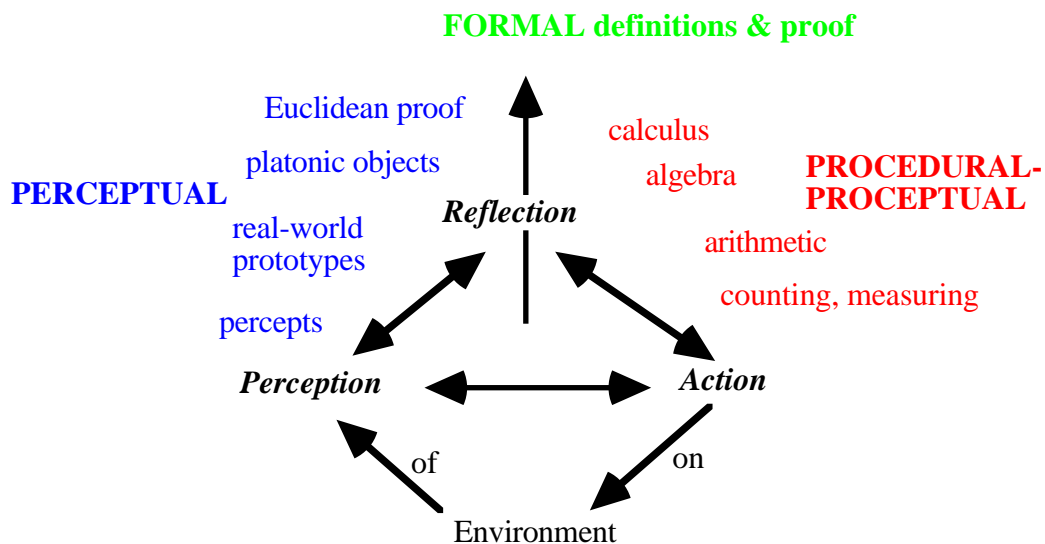 FORMAL definitions & proof
Euclidean proof
calculus
platonic objects
algebra
PROCEDURAL-
PROCEPTUAL
PERCEPTUAL
Reflection
real-world
prototypes
arithmetic
counting, measuring
percepts
Perception
Action
of
on
Environment